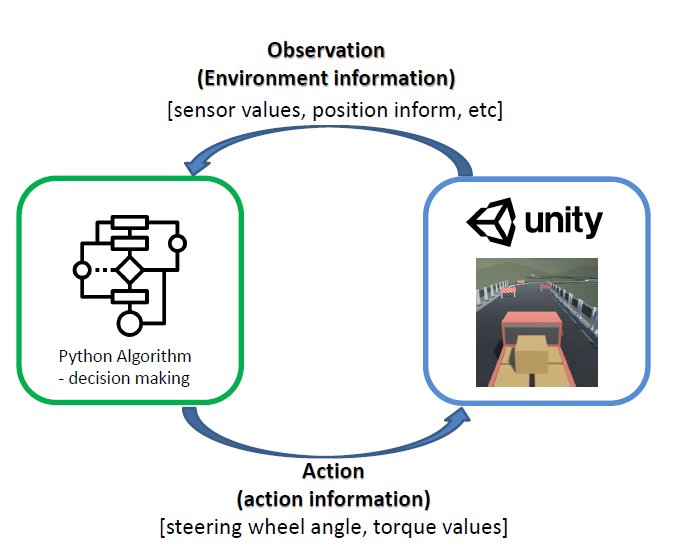 Observation
(Environment information)
[sensor values, position inform, etc]
unity
Python Algorithm
- decision making
Action
(action information)
[steering wheel angle, torque values]